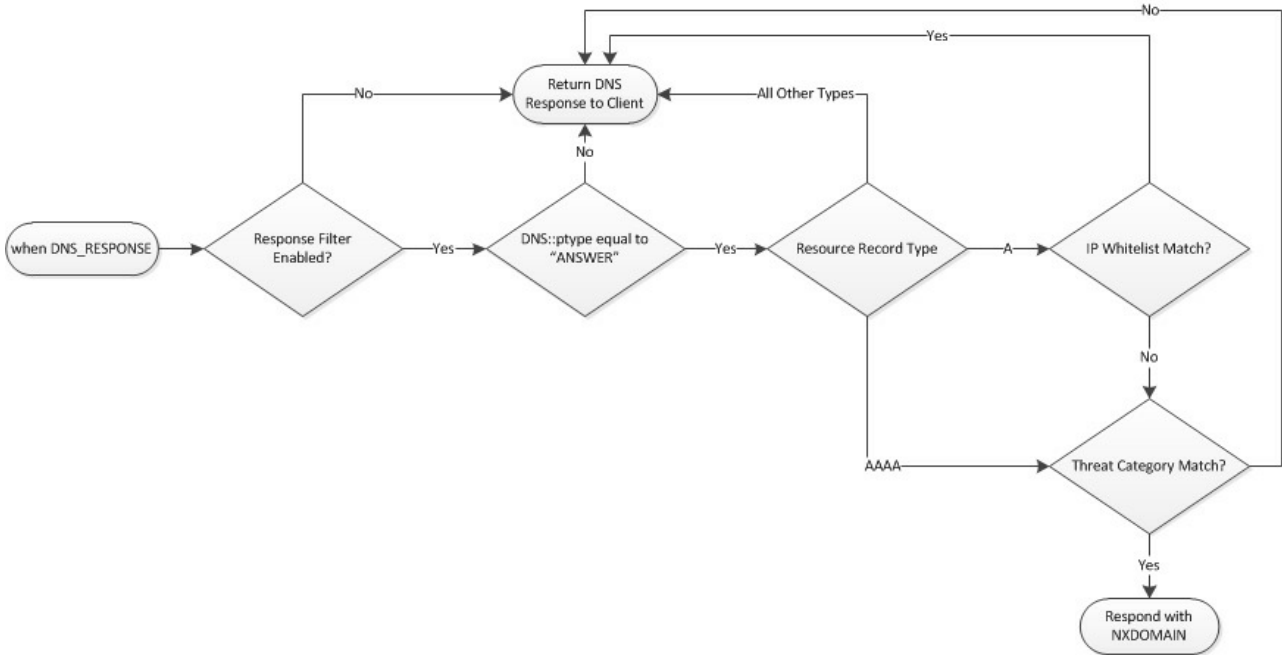 No
Yes
Return DNS
Response to Client
No
All Other Types
No
when DNS_RESPONSE
Response Filter
Enabled?
Yes
DNS::ptype equal to
“ANSWER”
Yes
Resource Record Type
A
IP Whitelist Match?
No
AAAA
Threat Category Match?
Yes
Respond with
NXDOMAIN